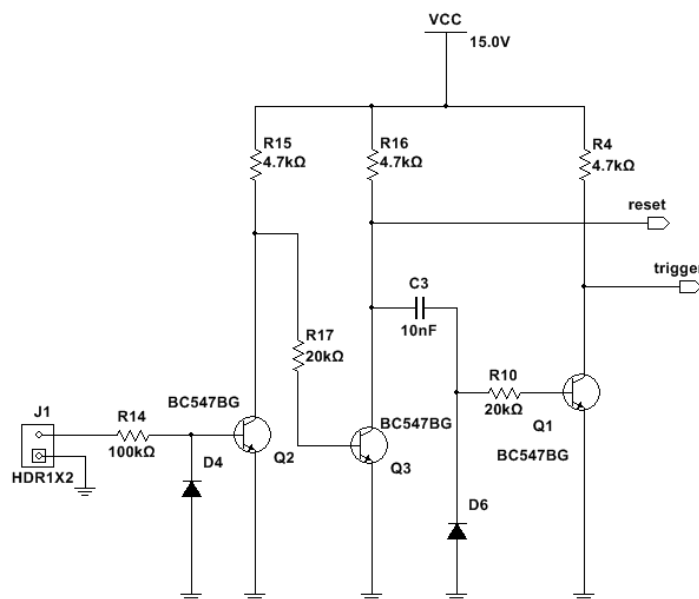 VCC
15.0V
R15
4.7kΩ
R16
4.7kΩ
R4
4.7kΩ
reset
trigger
C3
10nF
R17
20kΩ
R10
20kΩ
BC547BG
J1
R14
100kΩ
BC547BG
Q1
D4
Q2
Q3
BC547BG
HDR1X2
D6